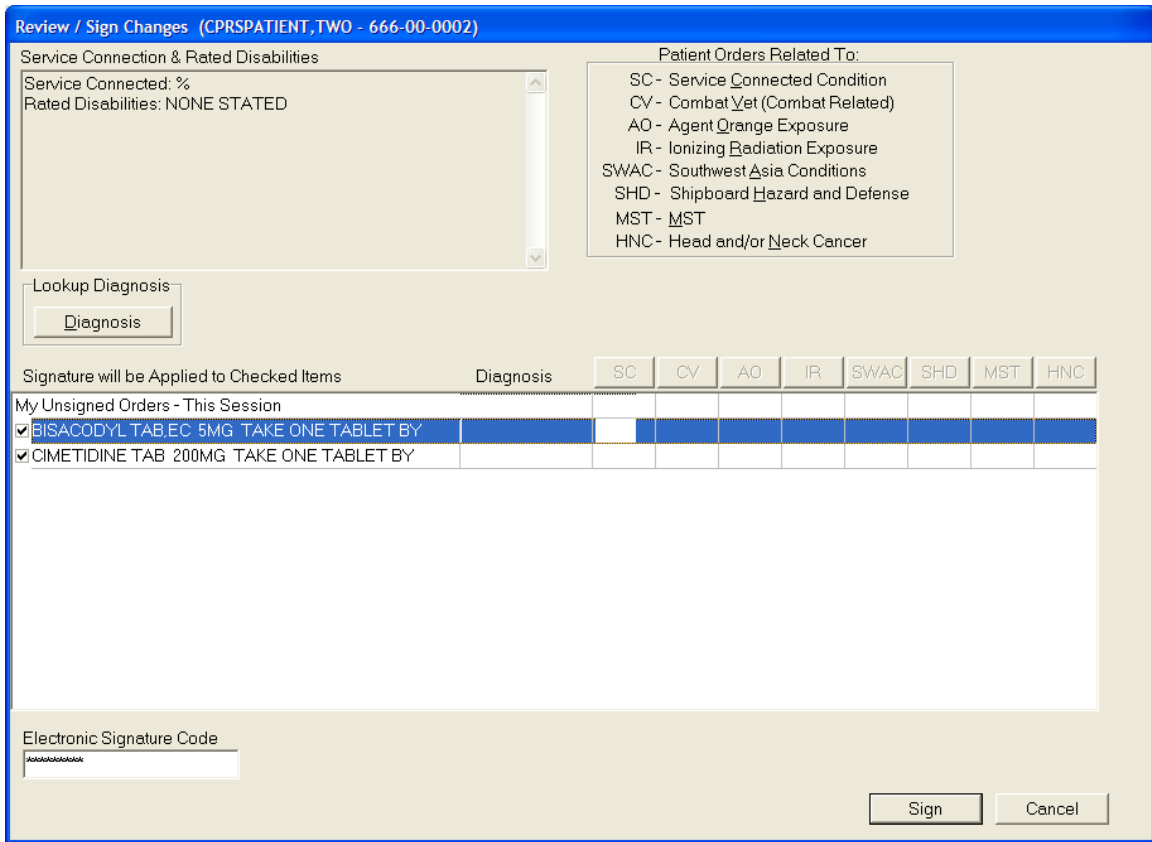 Review / Sign Changes (CPRSPATIENT,TWO - 666-00-0002)
Service Connection & Rated Disabilities
Service Connected: %
Rated Disabilities: NONE STATED
Patient Orders Related To:
SC - Service Connected Condition
CV - Combat Vet (Combat Related)
AO - Agent Orange Exposure
IR - Ionizing Radiation Exposure
SWAC - Southwest Asia Conditions
SHD - Shipboard Hazard and Defense
MST - MST
HNC - Head and/or Neck Cancer
Lookup Diagnosis
Diagnosis
Signature will be Applied to Checked Items Diagnosis SC CV AO IR SWAC SHD MST HNC
My Unsigned Orders - This Session
BISACODYL TAB,EC 5MG TAKE ONE TABLET BY
CIMETIDINE TAB 200MG TAKE ONE TABLET BY
Electronic Signature Code
***********
Sign Cancel